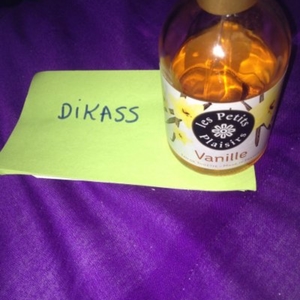 DiKASS
les Petits
Plaisirs
Vanille